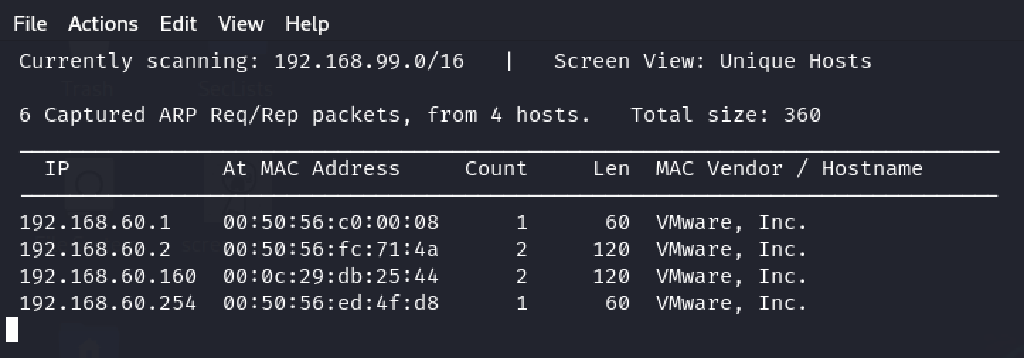 File Actions Edit View Help
Currently scanning: 192.168.99.0/16 | Screen View: Unique Hosts
6 Captured ARP Req/Rep packets, from 4 hosts. Total size: 360
IP At MAC Address Count Len MAC Vendor / Hostname
192.168.60.1 00:50:56:c0:00:08 1 60 VMware, Inc.
192.168.60.2 00:50:56:fc:71:4a 2 120 VMware, Inc.
192.168.60.160 00:0c:29:db:25:44 2 120 VMware, Inc.
192.168.60.254 00:50:56:ed:4f:d8 1 60 VMware, Inc.